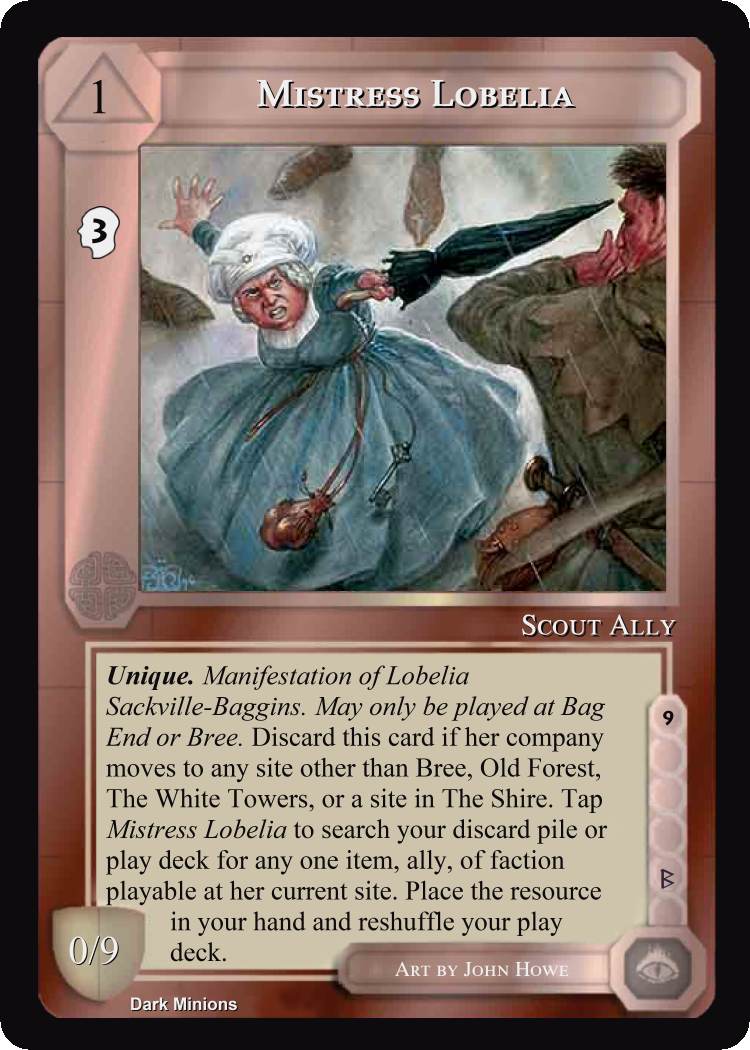 1
Mistress Lobelia
3
Scout Ally
Unique. Manifestation of Lobelia
Sackville-Baggins. May only be played at Bag
End or Bree. Discard this card if her company
moves to any site other than Bree, Old Forest,
The White Towers, or a site in The Shire. Tap
Mistress Lobelia to search your discard pile or
play deck for any one item, ally, of faction
playable at her current site. Place the resource
in your hand and reshuffle your play
deck.
9
0/9
Art by John Howe
Dark Minions